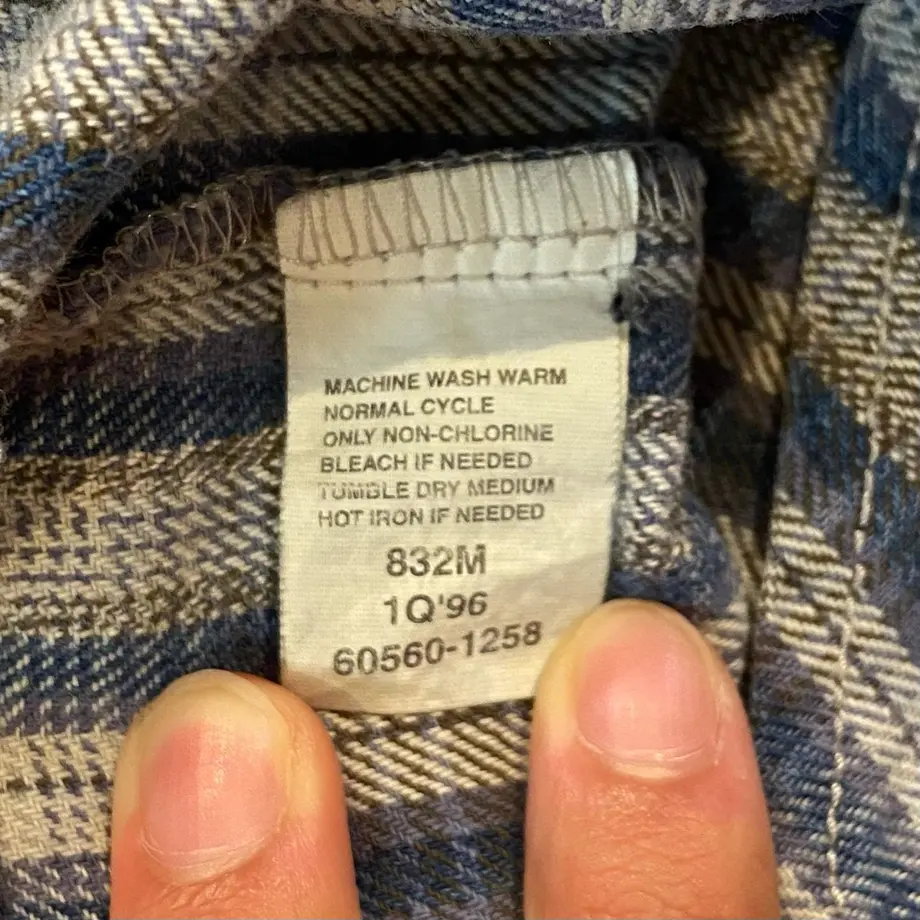 MACHINE WASH WARM
NORMAL CYCLE
ONLY NON-CHLORINE
BLEACH IF NEEDED
TUMBLE DRY MEDIUM
HOT IRON IF NEEDED
832M
1Q'96
60560-1258